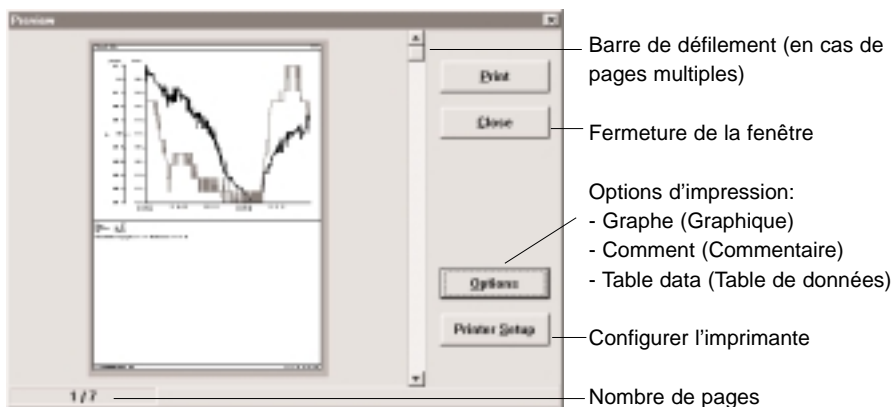 Preview
Print
Close
Options
Printer Setup
1 / 7
Barre de défilement (en cas de
pages multiples)
Fermeture de la fenêtre
Options d'impression:
- Graphe (Graphique)
- Comment (Commentaire)
- Table data (Table de données)
Configurer l'imprimante
Nombre de pages